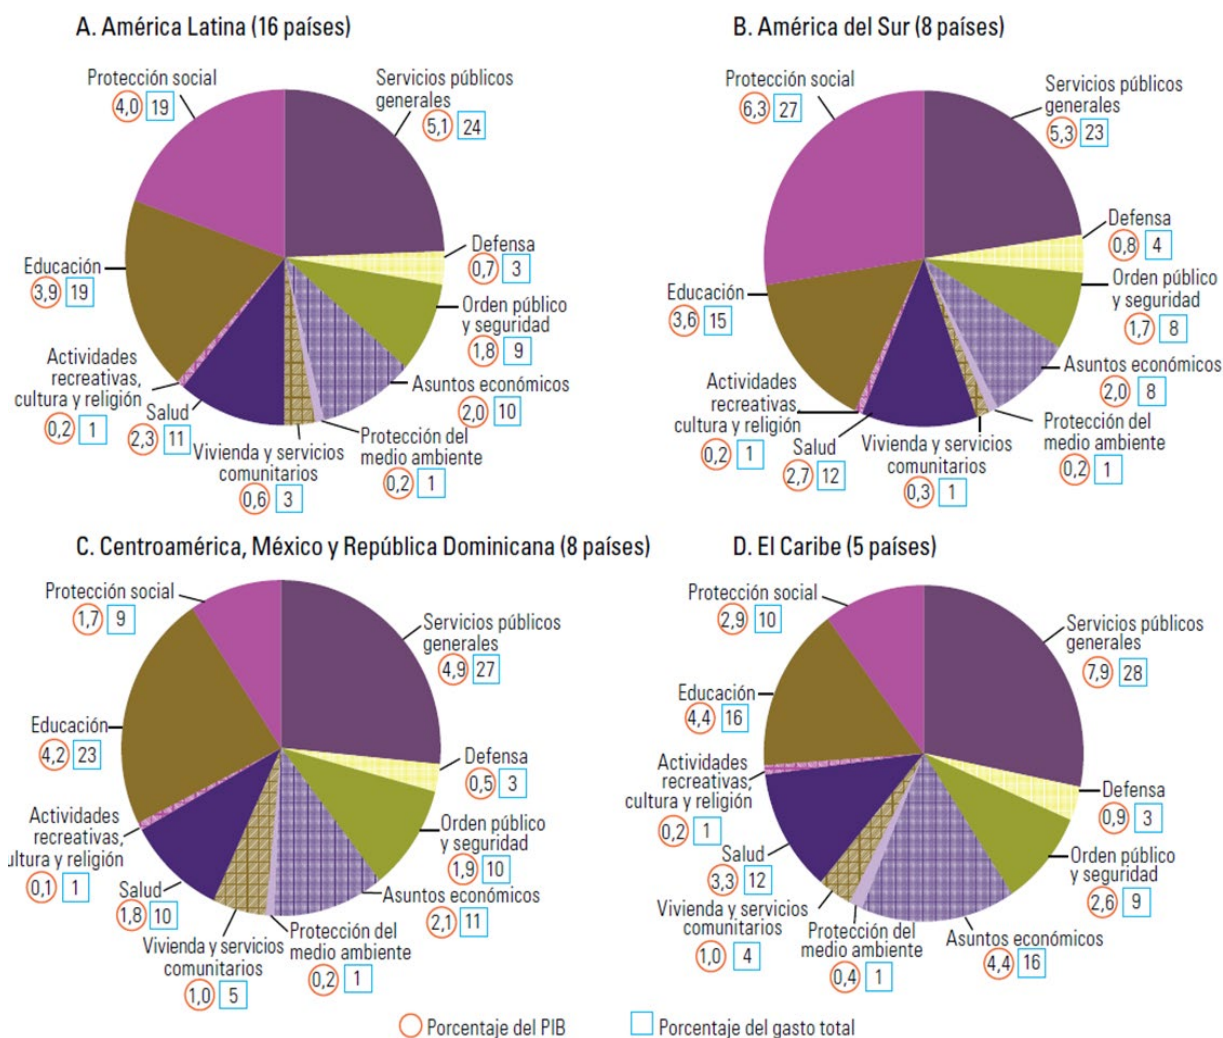 A. América Latina (16 países)
Protección social
4,0 19
Servicios públicos
generales
5,1 24
Defensa
0,7 3
Orden público
y seguridad
1,8 9
Asuntos económicos
2,0 10
Protección del
medio ambiente
0,2 1
Vivienda y servicios
comunitarios
0,6 3
Salud
2,3 11
Actividades
recreativas,
cultura y religión
0,2 1
Educación
3,9 19
B. América del Sur (8 países)
Protección social
6,3 27
Servicios públicos
generales
5,3 23
Defensa
0,8 4
Orden público
y seguridad
1,7 8
Asuntos económicos
2,0 8
Protección del
medio ambiente
0,2 1
Vivienda y servicios
comunitarios
0,3 1
Salud
2,7 12
Actividades
recreativas,
cultura y religión
0,2 1
Educación
3,6 15
C. Centroamérica, México y República Dominicana (8 países)
Protección social
1,7 9
Servicios públicos
generales
4,9 27
Defensa
0,5 3
Orden público
y seguridad
1,9 10
Asuntos económicos
2,1 11
Protección del
medio ambiente
0,2 1
Vivienda y servicios
comunitarios
1,0 5
Salud
1,8 10
Actividades
recreativas,
ultura y religión
0,1 1
Educación
4,2 23
D. El Caribe (5 países)
Protección social
2,9 10
Servicios públicos
generales
7,9 28
Defensa
0,9 3
Orden público
y seguridad
2,6 9
Asuntos económicos
4,4 16
Protección del
medio ambiente
0,4 1
Vivienda y servicios
comunitarios
1,0 4
Salud
3,3 12
Actividades
recreativas,
cultura y religión
0,2 1
Educación
4,4 16
Porcentaje del PIB
Porcentaje del gasto total